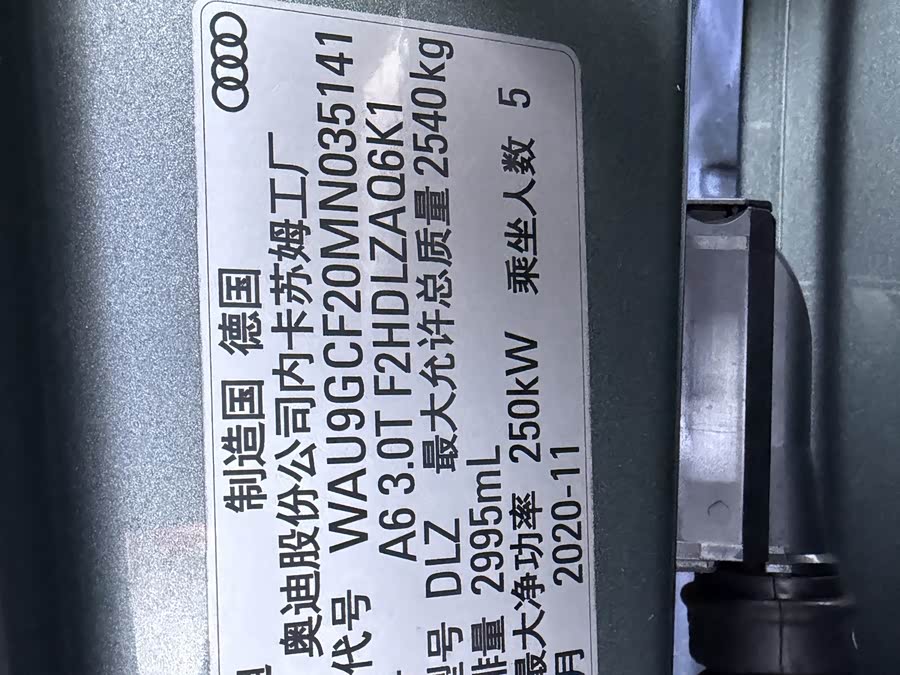 制造国 德国
奥迪股份公司内卡苏姆工厂
代号 WAU9GCF20MN035141
A6 3.0T F2HDLZAQ6K1
型号 DLZ 最大允许总质量 2540kg
排量 2995mL
最大净功率 250kW 乘坐人数 5
月 2020-11